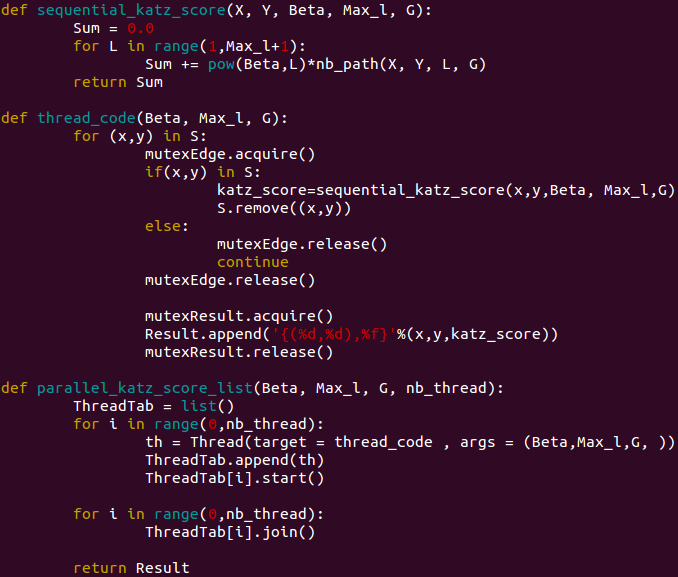 def sequential_katz_score(X, Y, Beta, Max_l, G):
        Sum = 0.0
        for L in range(1,Max_l+1):
                Sum += pow(Beta,L)*nb_path(X, Y, L, G)
        return Sum

def thread_code(Beta, Max_l, G):
        for (x,y) in S:
                mutexEdge.acquire()
                if(x,y) in S:
                        katz_score=sequential_katz_score(x,y,Beta, Max_l,G)
                        S.remove((x,y))
                else:
                        mutexEdge.release()
                        continue
                mutexEdge.release()

                mutexResult.acquire()
                Result.append('{(%d,%d),%f}'%(x,y,katz_score))
                mutexResult.release()

def parallel_katz_score_list(Beta, Max_l, G, nb_thread):
        ThreadTab = list()
        for i in range(0,nb_thread):
                th = Thread(target = thread_code , args = (Beta,Max_l,G, ))
                ThreadTab.append(th)
                ThreadTab[i].start()

        for i in range(0,nb_thread):
                ThreadTab[i].join()

        return Result